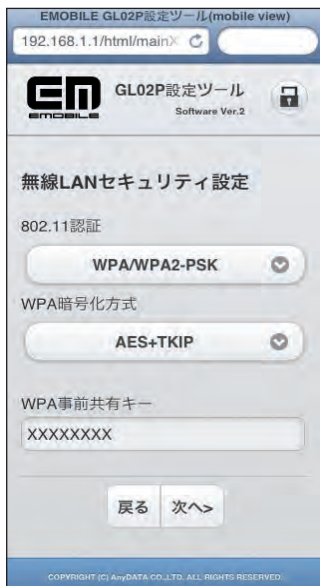 EMOBILE GL02P設定ツール(mobile view)
192.168.1.1/html/main
EM
EMOBILE
GL02P設定ツール
Software Ver.2
無線LANセキュリティ設定
802.11認証
WPA/WPA2-PSK
WPA暗号化方式
AES+TKIP
WPA事前共有キー
XXXXXXXX
戻る 次へ>
COPYRIGHT (C) AnyDATA CO.,LTD. ALL RIGHTS RESERVED.